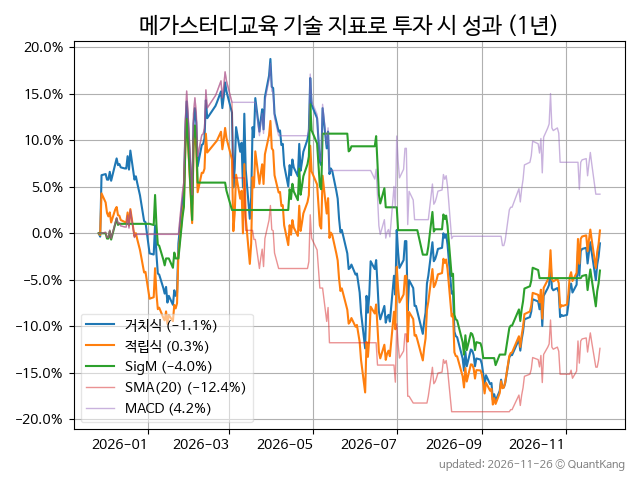 메가스터디교육 기술 지표로 투자 시 성과 (1년)
20.0%
15.0%
10.0%
5.0%
0.0%
−5.0%
−10.0%
−15.0%
−20.0%
거치식 (−1.1%)
적립식 (0.3%)
SigM (−4.0%)
SMA(20) (−12.4%)
MACD (4.2%)
2026-01 2026-03 2026-05 2026-07 2026-09 2026-11
updated: 2026-11-26 © QuantKang